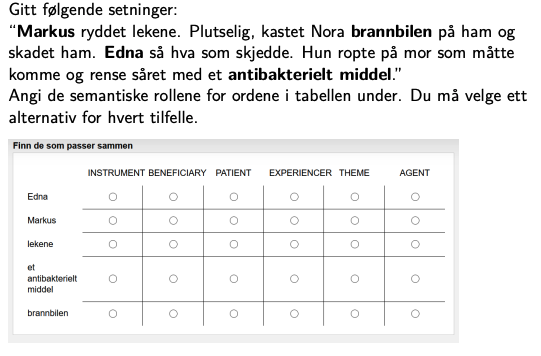 Gitt følgende setninger:
“Markus ryddet lekene. Plutselig, kastet Nora brannbilen på ham og
skadet ham. Edna så hva som skjedde. Hun ropte på mor som måtte
komme og rense såret med et antibakterielt middel.”
Angi de semantiske rollene for ordene i tabellen under. Du må velge ett
alternativ for hvert tilfelle.
Finn de som passer sammen
INSTRUMENT BENEFICIARY PATIENT EXPERIENCER THEME AGENT
Edna
Markus
lekene
et
antibakterielt
middel
brannbilen